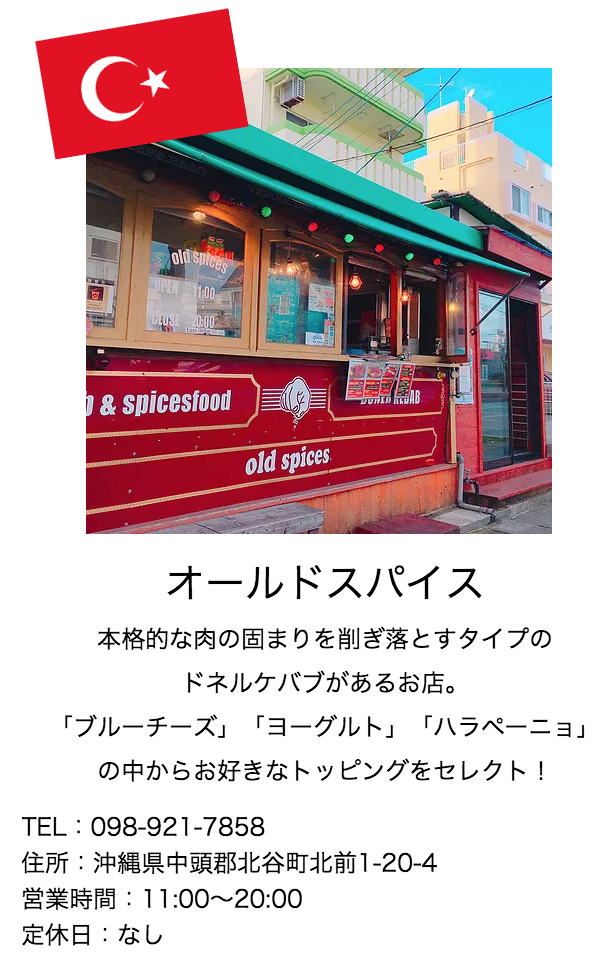 old spices
OPEN 11:00
CLOSE 20:00
& spicesfood
old spices
オールドスパイス
本格的な肉の固まりを削ぎ落とすタイプの
ドネルケバブがあるお店。
「ブルーチーズ」「ヨーグルト」「ハラペーニョ」
の中からお好きなトッピングをセレクト！
TEL：098-921-7858
住所：沖縄県中頭郡北谷町北前1-20-4
営業時間：11:00〜20:00
定休日：なし